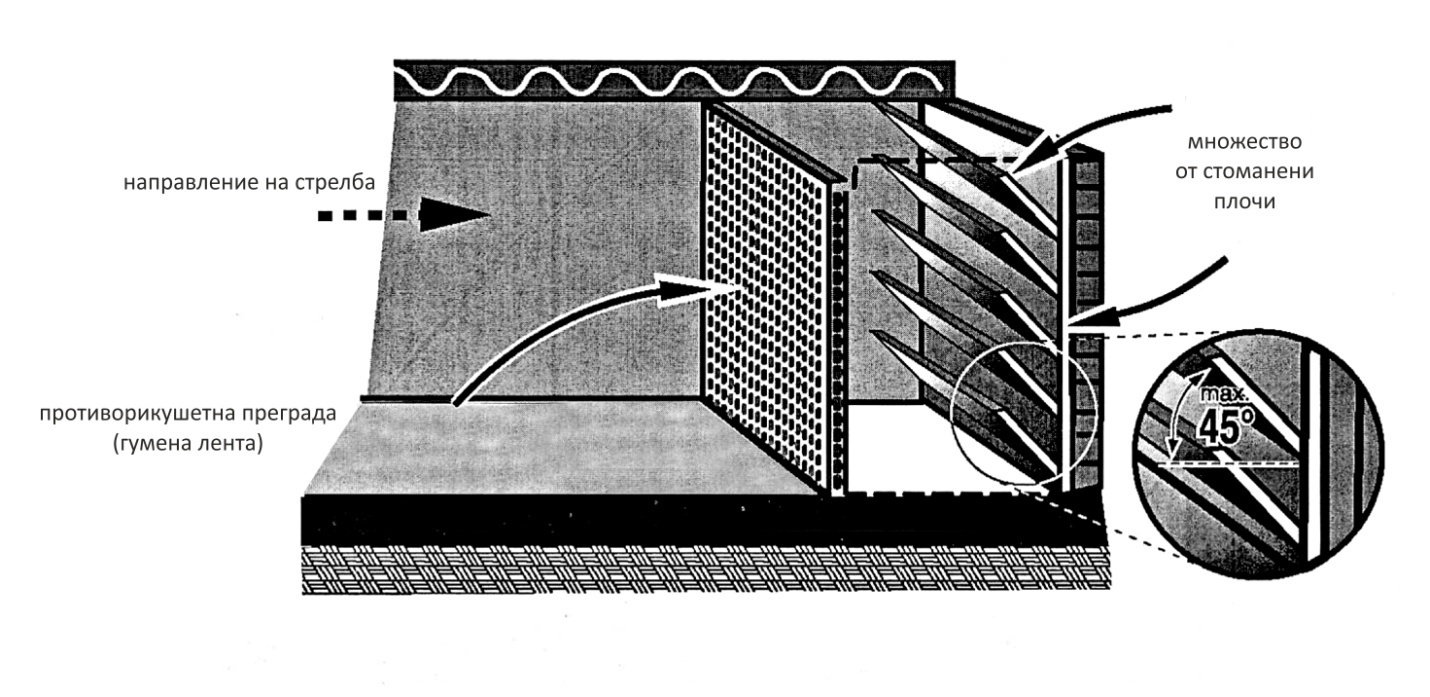 направление на стрелба
множество
от стоманени
плочи
противорикушетна преграда
(гумена лента)
max.
45°